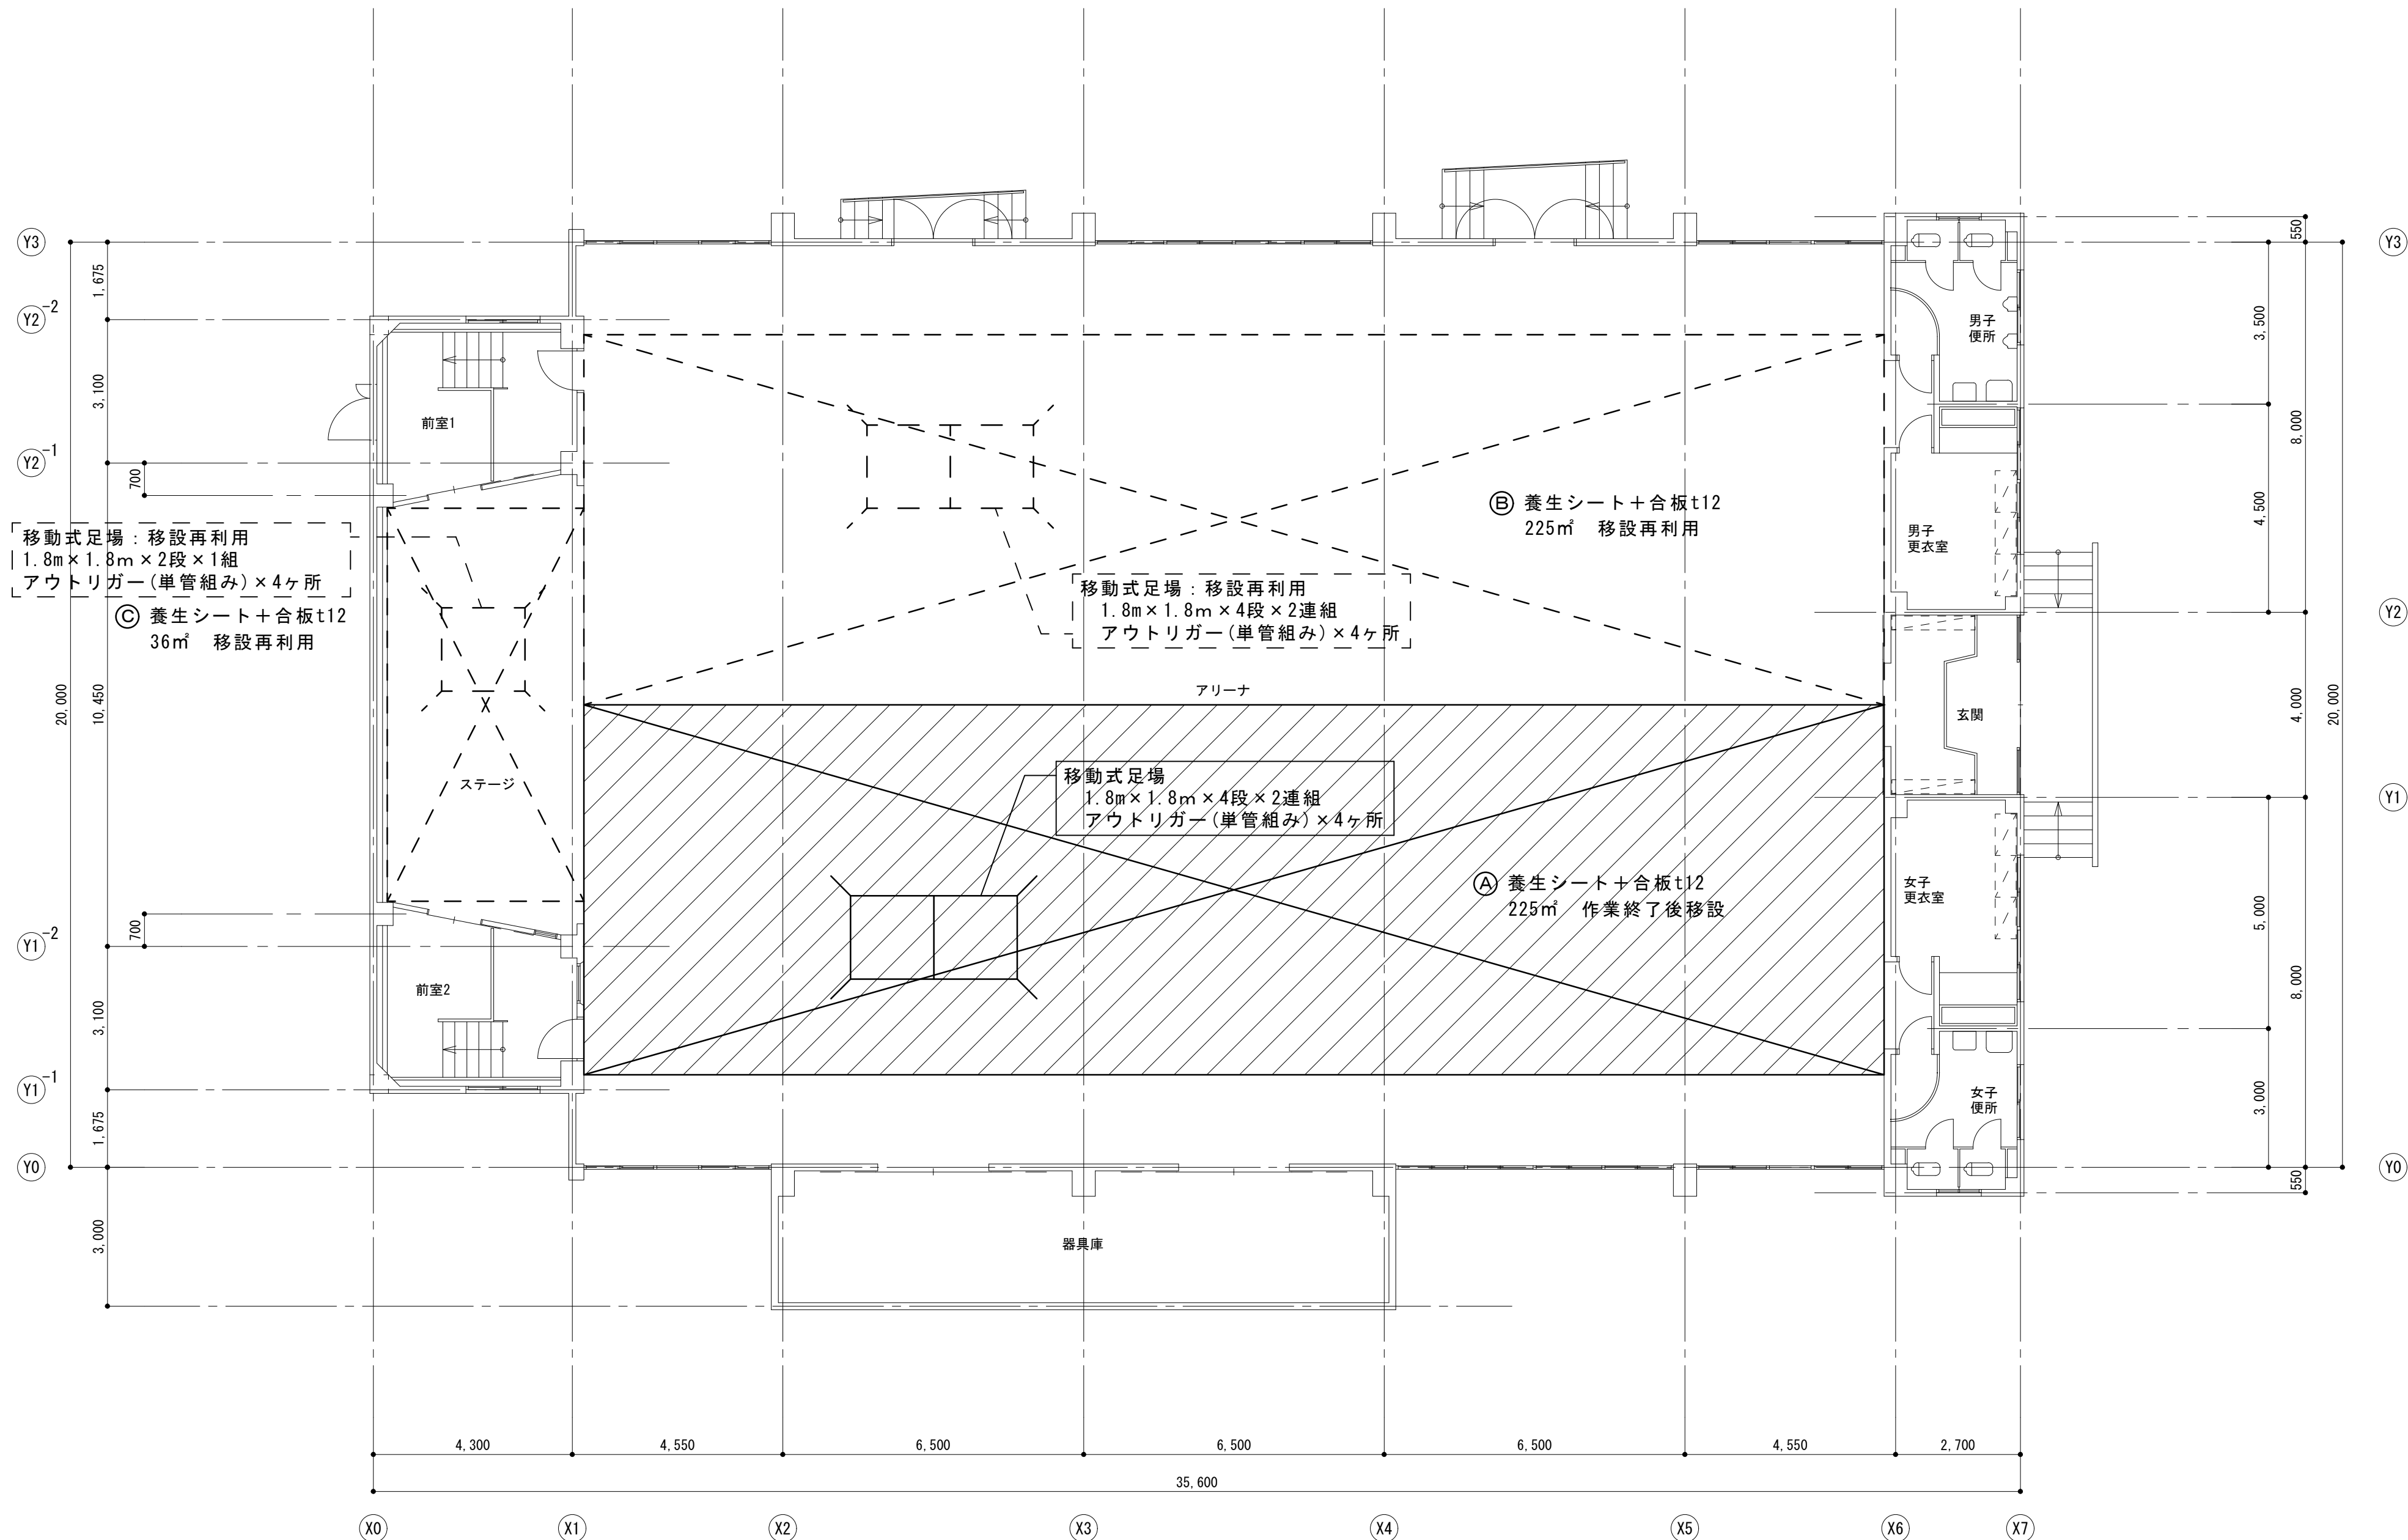 Y3
Y2-2
Y2-1
Y1-2
Y1-1
Y0
1,675
3,100
700
20,000
10,450
700
3,100
1,675
3,000
移動式足場：移設再利用
1.8m×1.8m×2段×1組
アウトリガー(単管組み)×4ヶ所
Ⓒ 養生シート＋合板t12
36㎡　移設再利用
前室1
ステージ
前室2
Ⓑ 養生シート＋合板t12
225㎡　移設再利用
移動式足場：移設再利用
1.8m×1.8m×4段×2連組
アウトリガー(単管組み)×4ヶ所
アリーナ
移動式足場
1.8m×1.8m×4段×2連組
アウトリガー(単管組み)×4ヶ所
Ⓐ 養生シート＋合板t12
225㎡　作業終了後移設
器具庫
男子
便所
男子
更衣室
玄関
女子
更衣室
女子
便所
550
3,500
8,000
4,500
4,000
20,000
5,000
8,000
3,000
550
Y3
Y2
Y1
Y0
4,300
4,550
6,500
6,500
6,500
4,550
2,700
35,600
X0
X1
X2
X3
X4
X5
X6
X7